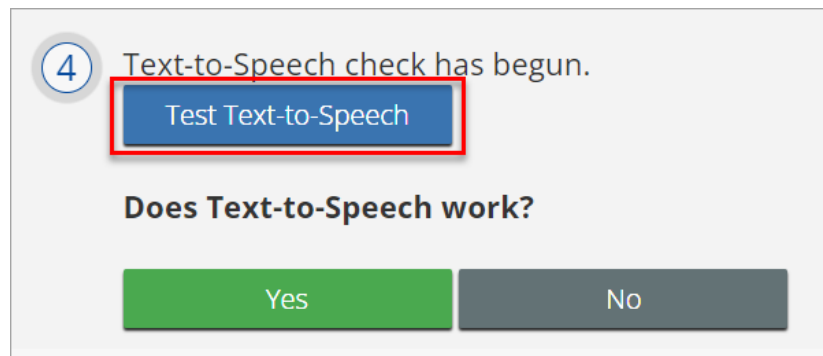 4
Text-to-Speech check has begun.
Test Text-to-Speech
Does Text-to-Speech work?
Yes
No